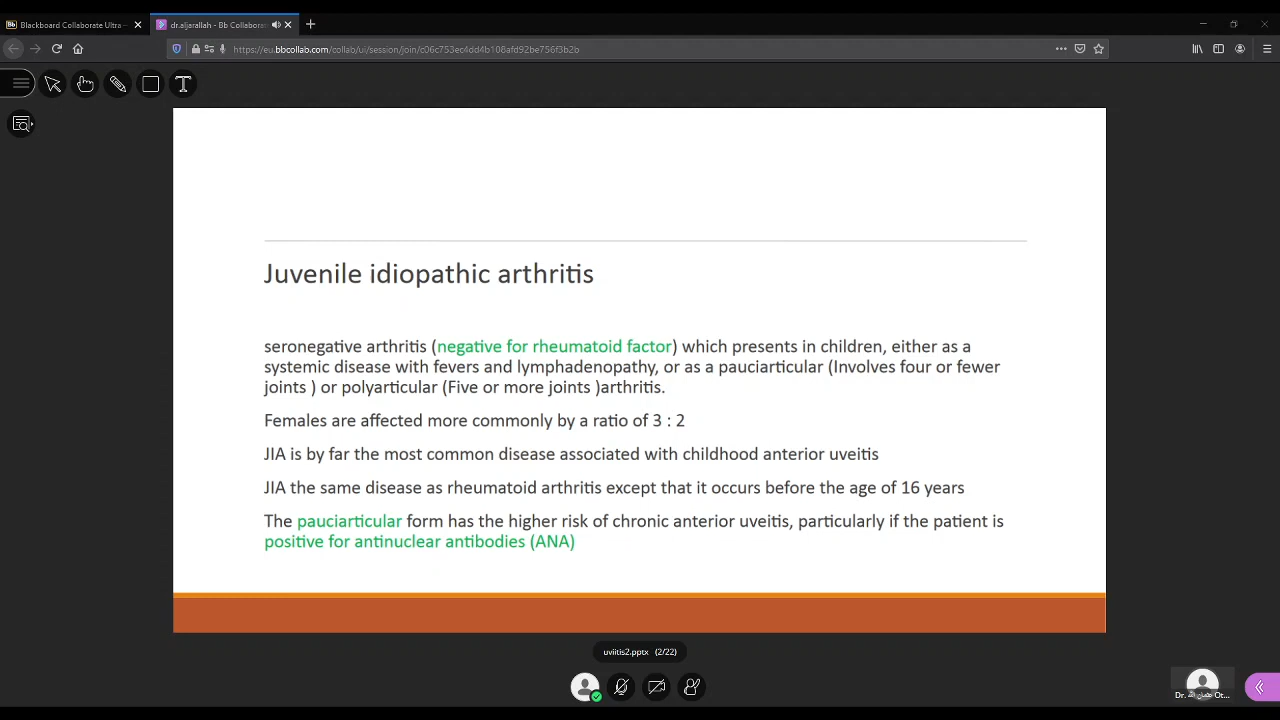 Blackboard Collaborate Ultra –
dr.aljarallah - Bb Collaborat
https://eu.bbcollab.com/collab/ui/session/join/c06c753ec4dd4b108afd92be756f3b2b
Juvenile idiopathic arthritis
seronegative arthritis (negative for rheumatoid factor) which presents in children, either as a
systemic disease with fevers and lymphadenopathy, or as a pauciarticular (Involves four or fewer
joints ) or polyarticular (Five or more joints )arthritis.
Females are affected more commonly by a ratio of 3 : 2
JIA is by far the most common disease associated with childhood anterior uveitis
JIA the same disease as rheumatoid arthritis except that it occurs before the age of 16 years
The pauciarticular form has the higher risk of chronic anterior uveitis, particularly if the patient is
positive for antinuclear antibodies (ANA)
uviitis2.pptx (2/22)
Dr.